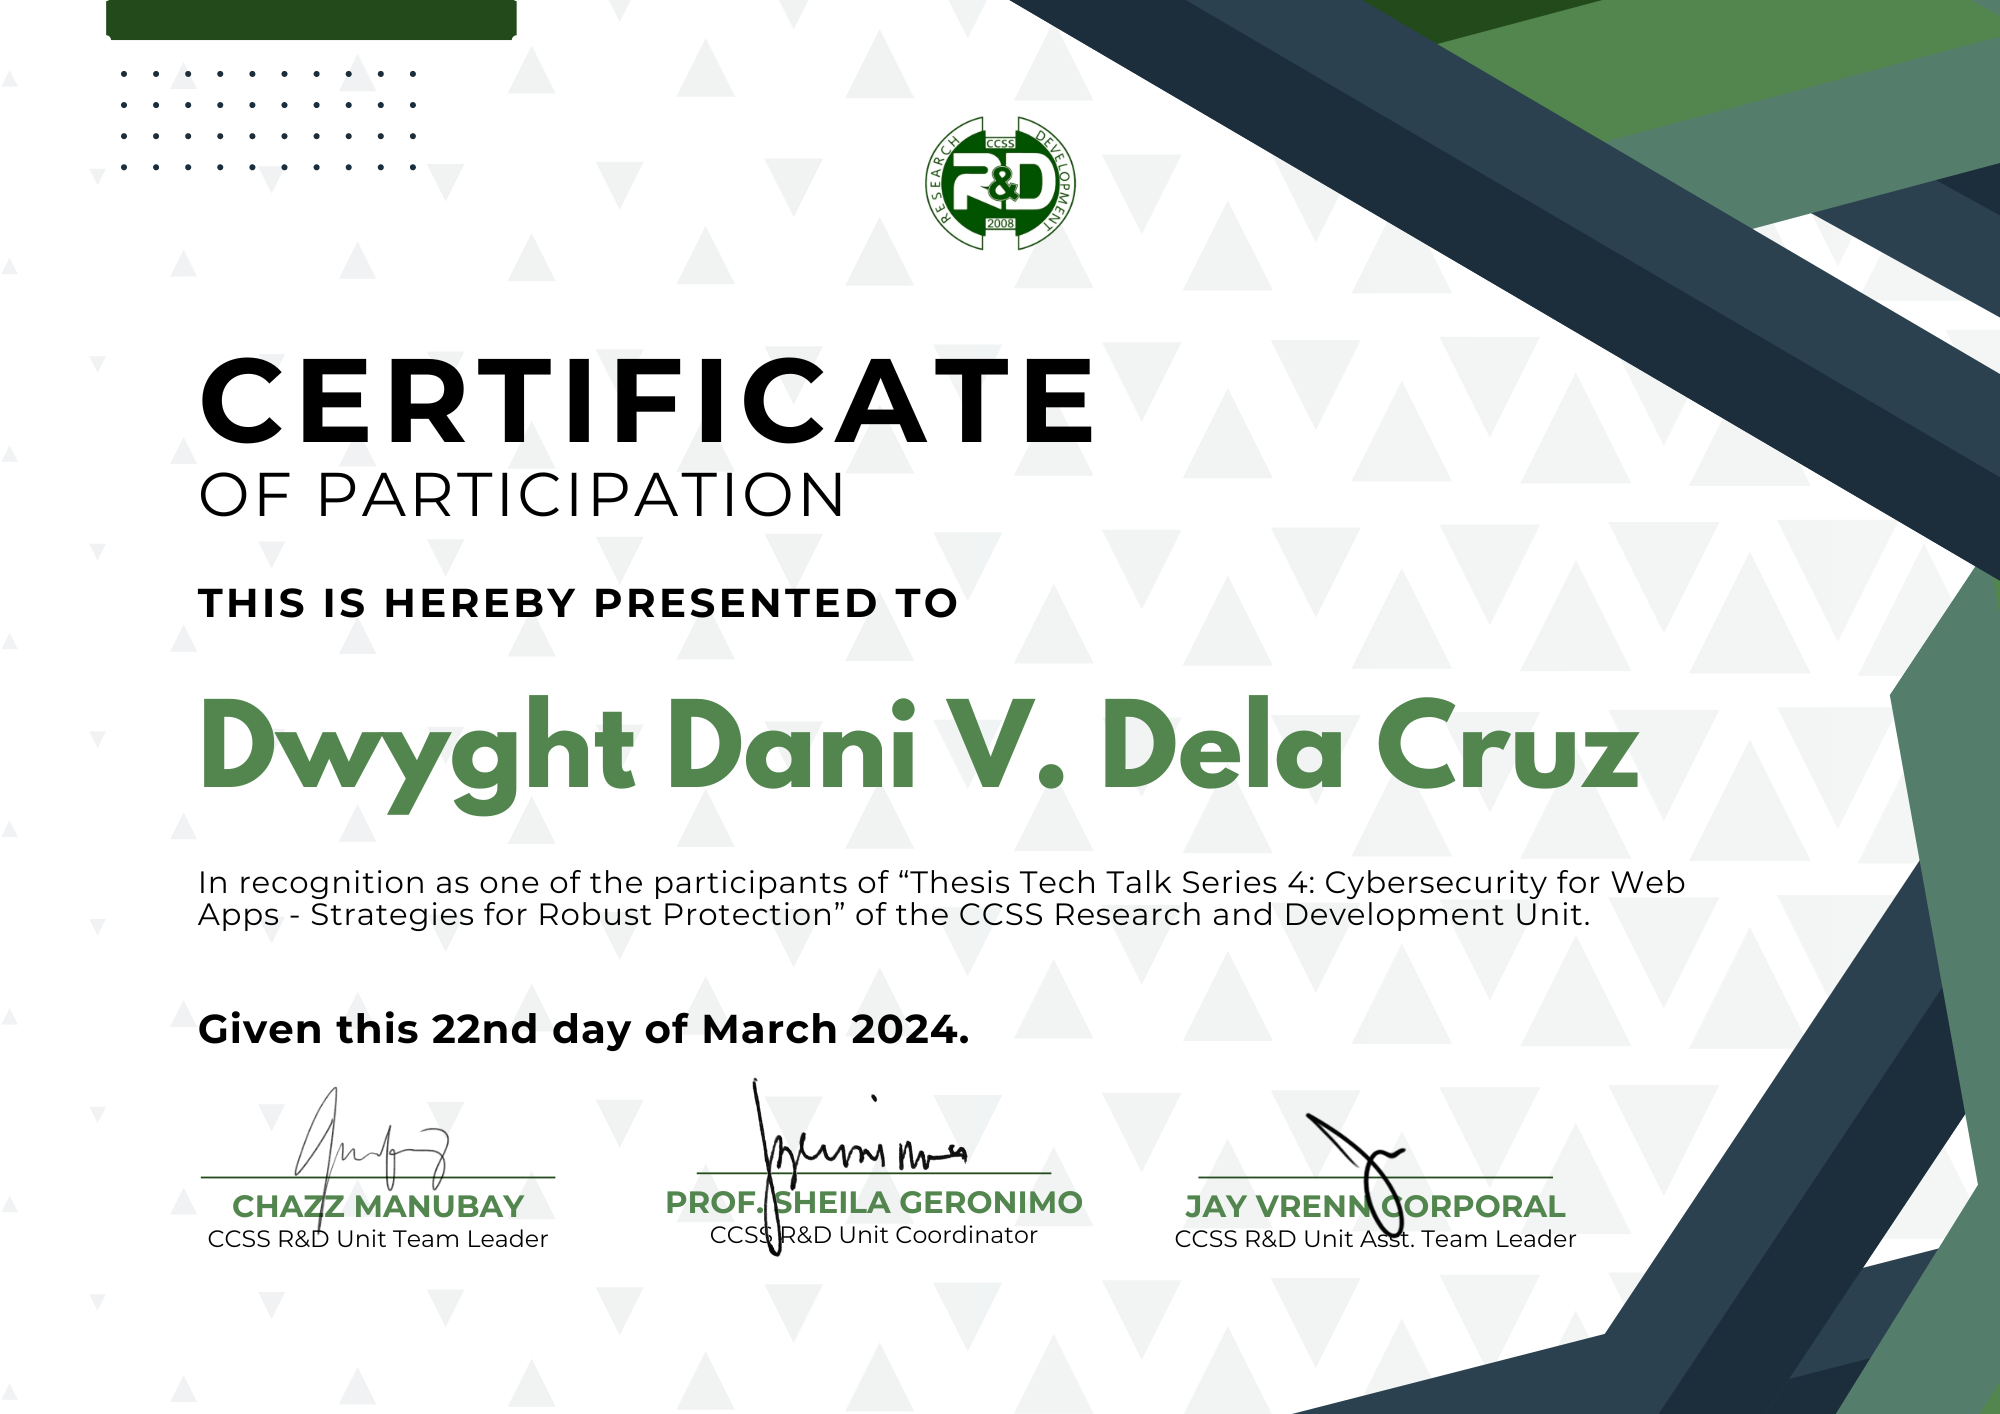 RESEARCH
CCSS
DEVELOPMENT
R&D
2008
CERTIFICATE
OF PARTICIPATION
THIS IS HEREBY PRESENTED TO
Dwyght Dani V. Dela Cruz
In recognition as one of the participants of “Thesis Tech Talk Series 4: Cybersecurity for Web
Apps - Strategies for Robust Protection” of the CCSS Research and Development Unit.
Given this 22nd day of March 2024.
CHAZZ MANUBAY
CCSS R&D Unit Team Leader
PROF. SHEILA GERONIMO
CCSS R&D Unit Coordinator
JAY VRENN CORPORAL
CCSS R&D Unit Asst. Team Leader